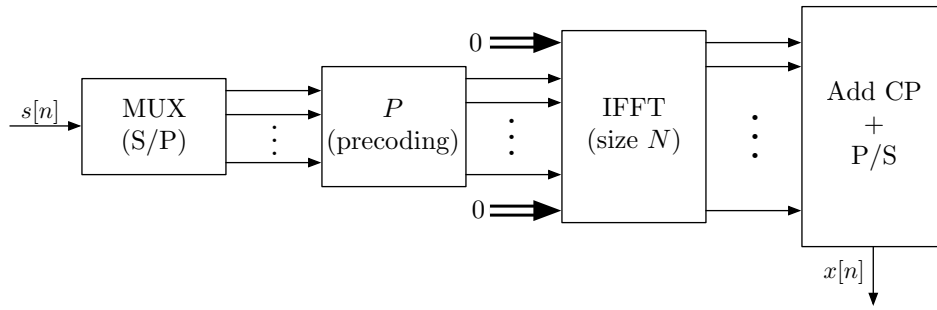 s[n]
MUX
(S/P)
P
(precoding)
0
0
IFFT
(size N)
Add CP
+
P/S
x[n]